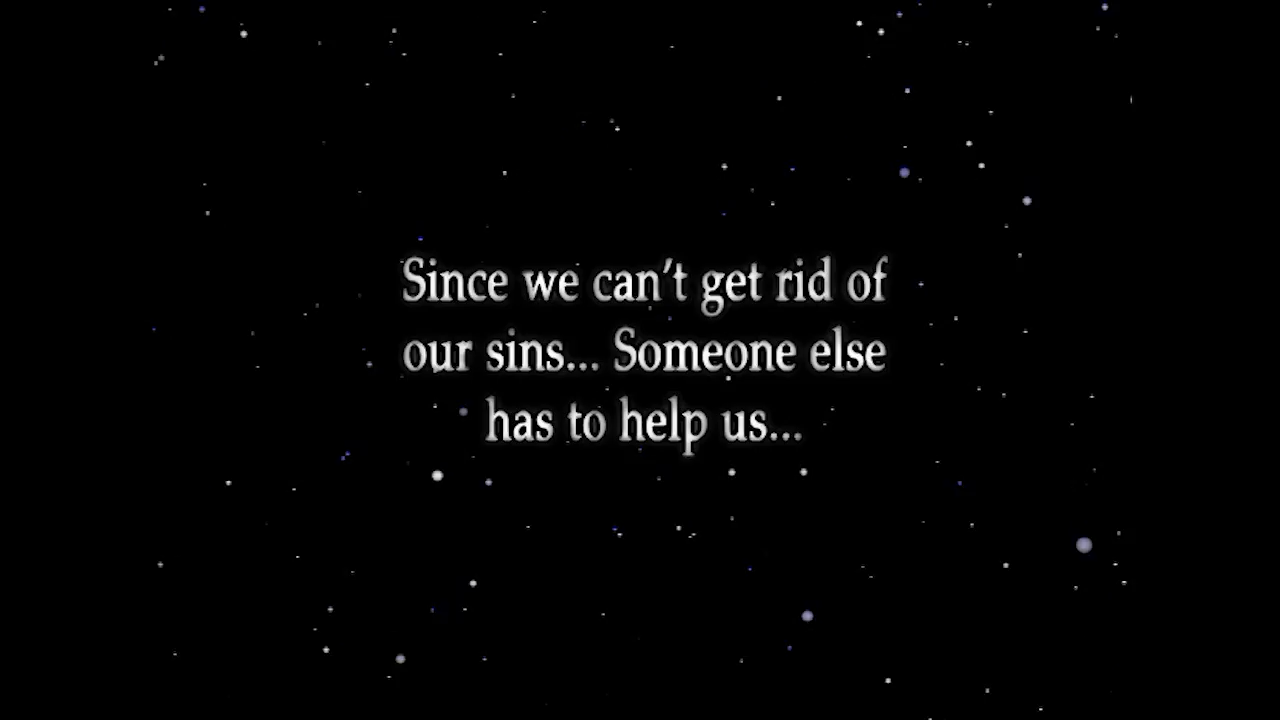 Since we can't get rid of
our sins... Someone else
has to help us...